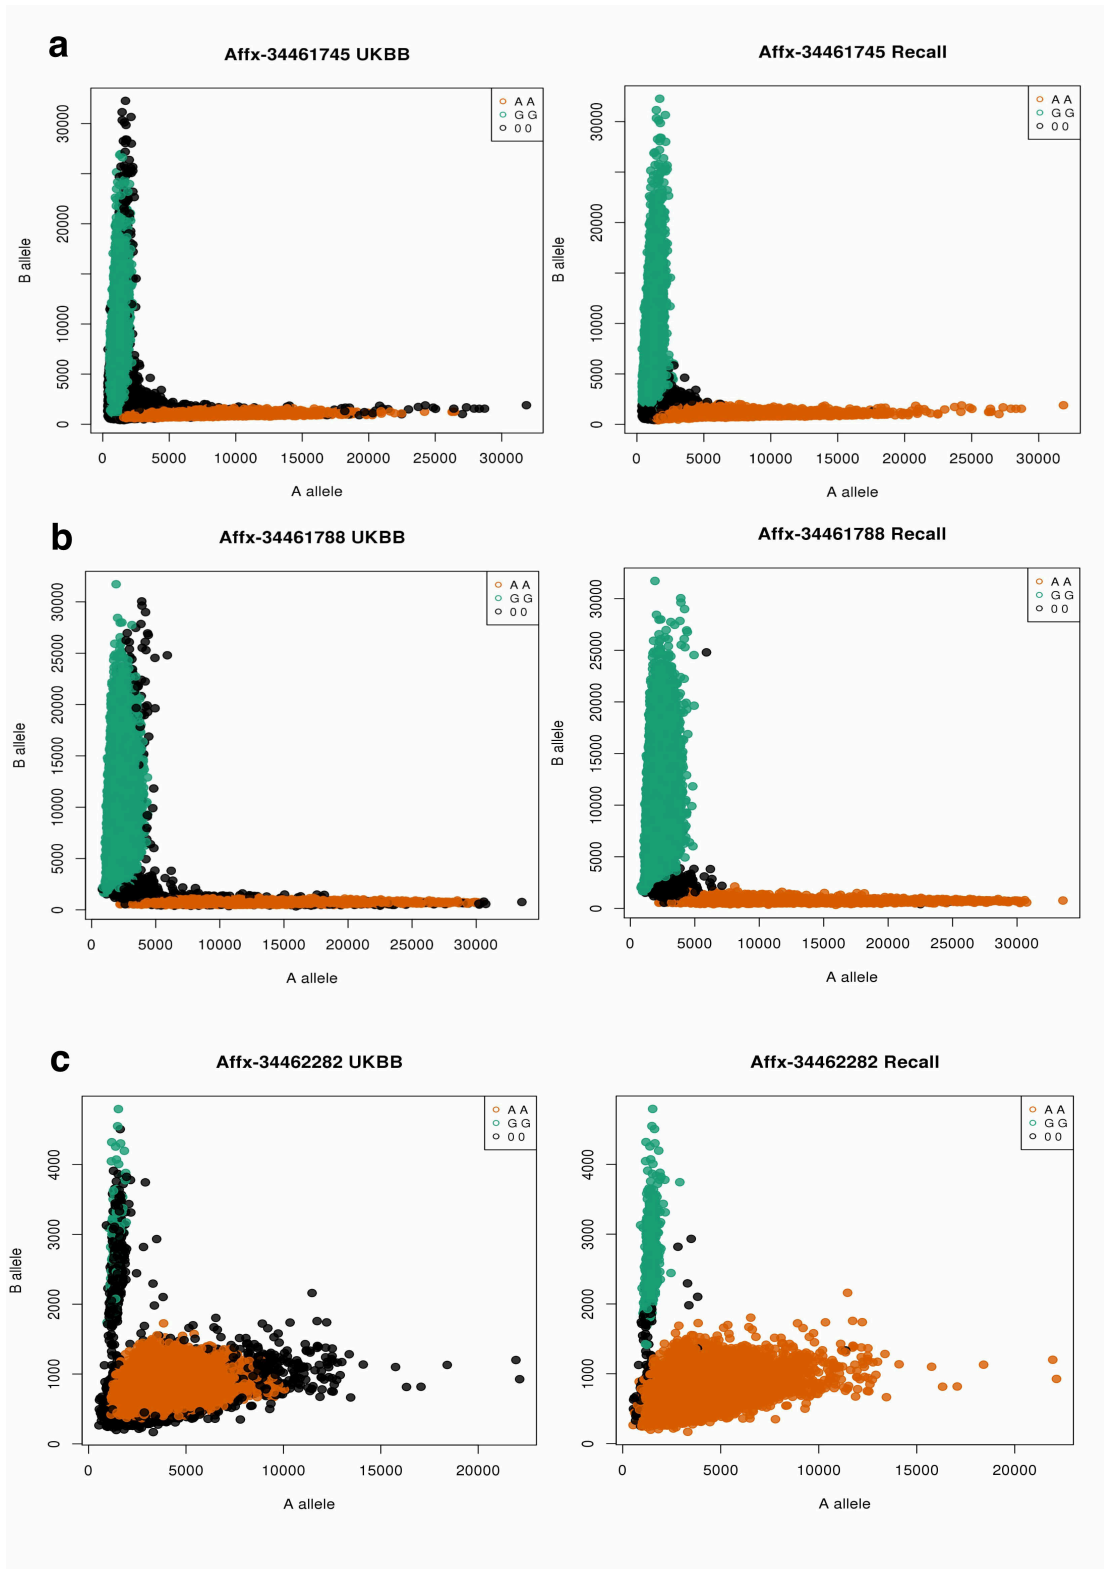 a
Affx-34461745 UKBB
A A
G G
0 0
B allele
0 5000 10000 20000 30000
0 5000 10000 15000 20000 25000 30000
A allele
Affx-34461745 Recall
A A
G G
0 0
B allele
0 5000 10000 20000 30000
0 5000 10000 15000 20000 25000 30000
A allele
b
Affx-34461788 UKBB
A A
G G
0 0
B allele
0 5000 10000 15000 20000 25000 30000
0 5000 10000 15000 20000 25000 30000
A allele
Affx-34461788 Recall
A A
G G
0 0
B allele
0 5000 10000 15000 20000 25000 30000
0 5000 10000 15000 20000 25000 30000
A allele
c
Affx-34462282 UKBB
A A
G G
0 0
B allele
0 1000 2000 3000 4000
0 5000 10000 15000 20000
A allele
Affx-34462282 Recall
A A
G G
0 0
0 1000 2000 3000 4000
0 5000 10000 15000 20000
A allele